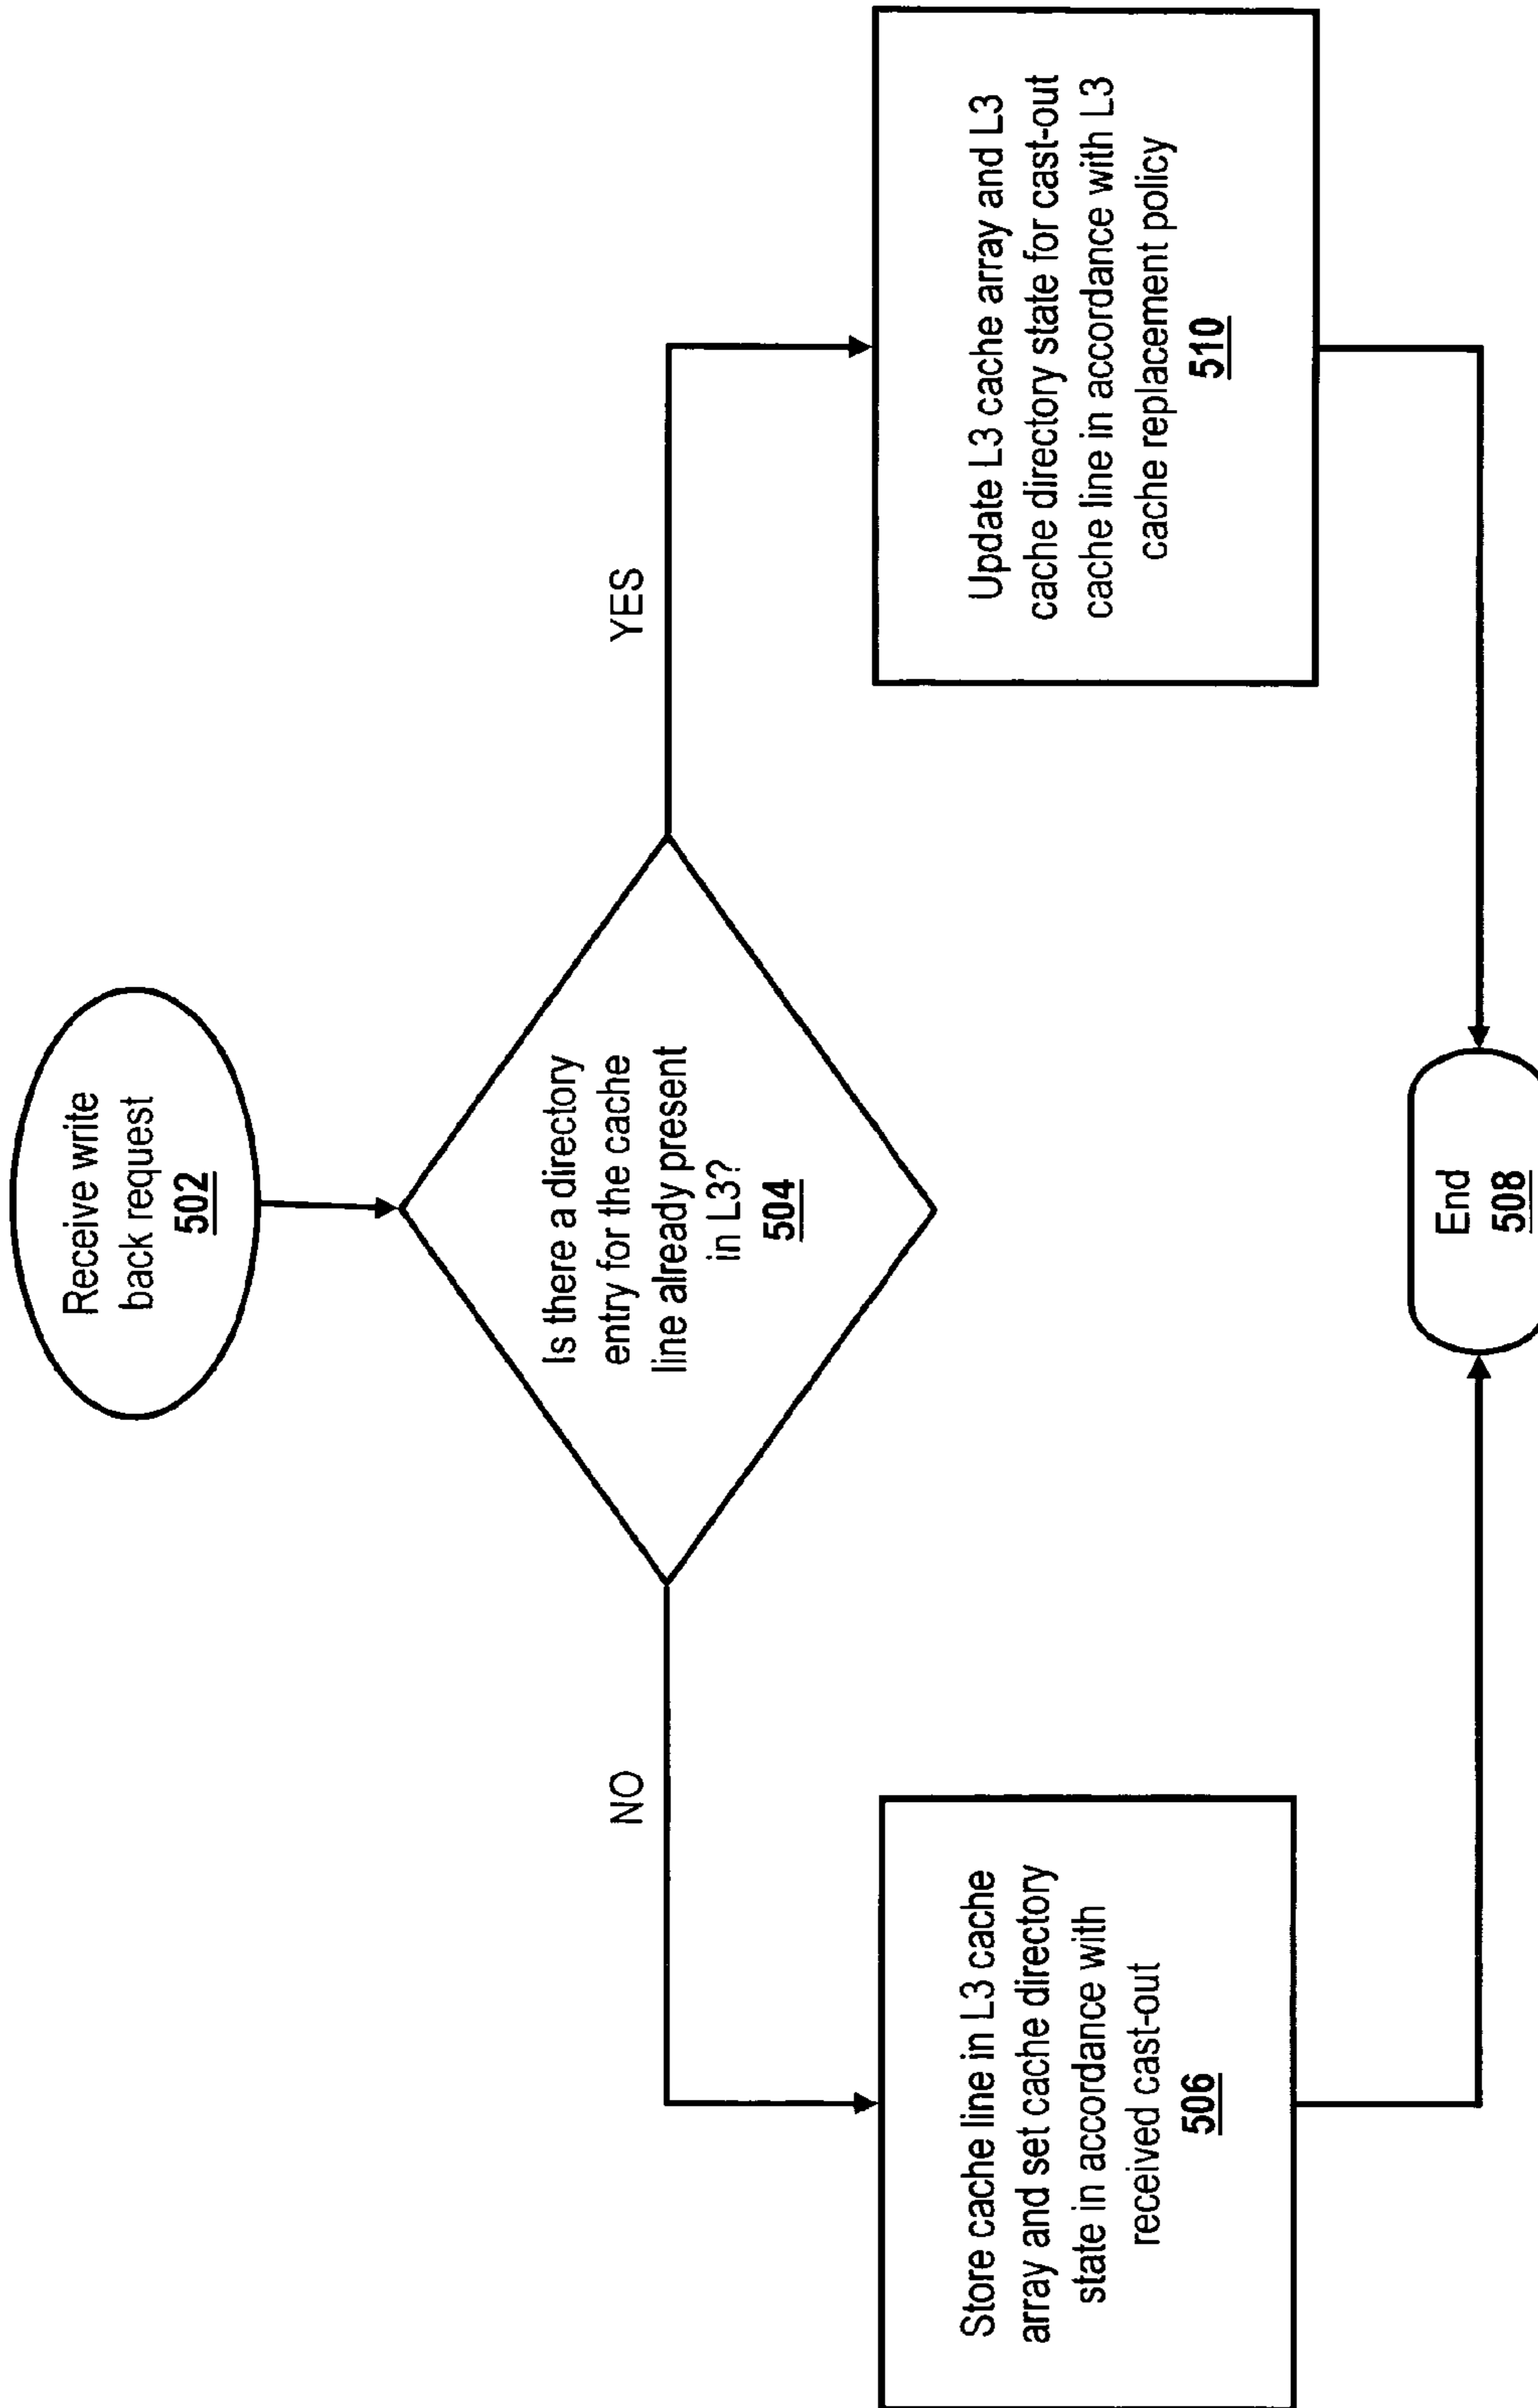 Receive write
back request
502
Is there a directory
entry for the cache
line already present
in L3?
504
NO
YES
Store cache line in L3 cache
array and set cache directory
state in accordance with
received cast-out
506
Update L3 cache array and L3
cache directory state for cast-out
cache line in accordance with L3
cache replacement policy
510
End
508